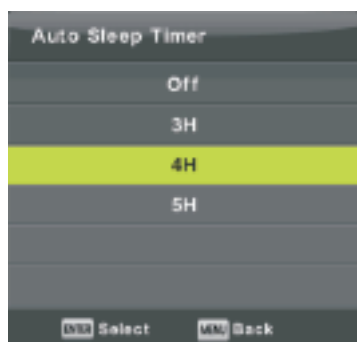 Auto Sleep Timer
Off
3H
4H
5H
ENTER Select MENU Back